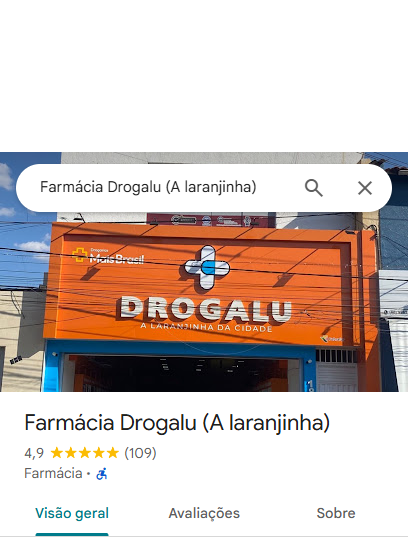 Farmácia Drogalu (A laranjinha)
Drogaria
Mais Brasil
DROGALU
A LARANJINHA DA CIDADE
Farmácia Drogalu (A laranjinha)
4,9 (109)
Farmácia ·
Visão geral Avaliações Sobre